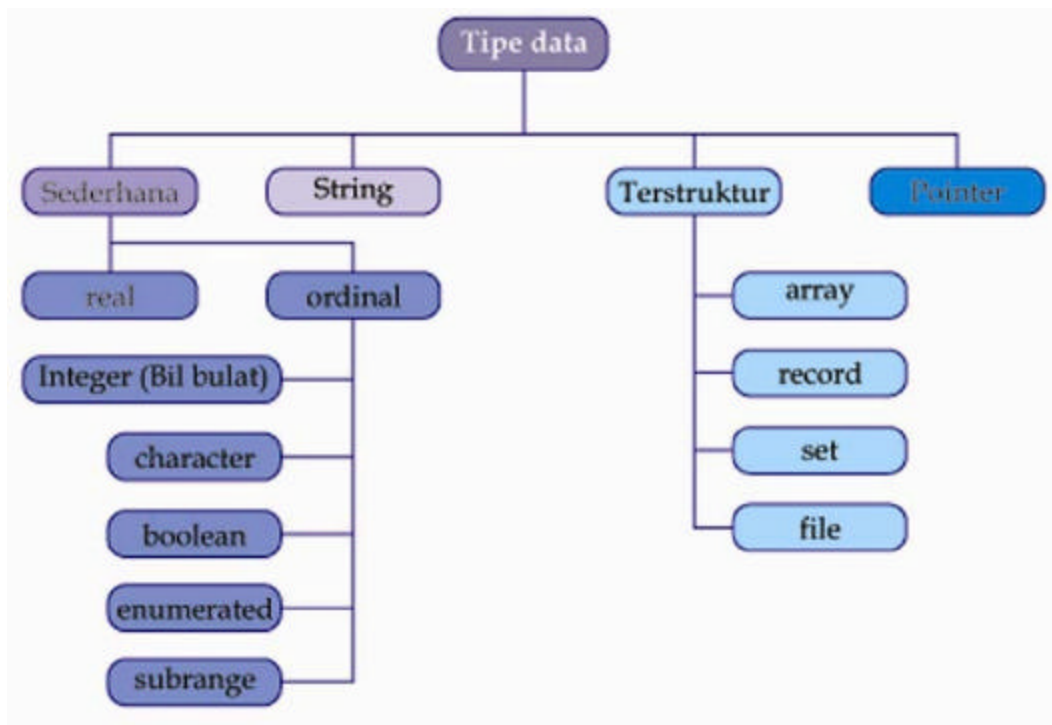 Tipe data
Sederhana
String
Terstruktur
Pointer
real
ordinal
array
Integer (Bil bulat)
record
character
set
boolean
file
enumerated
subrange